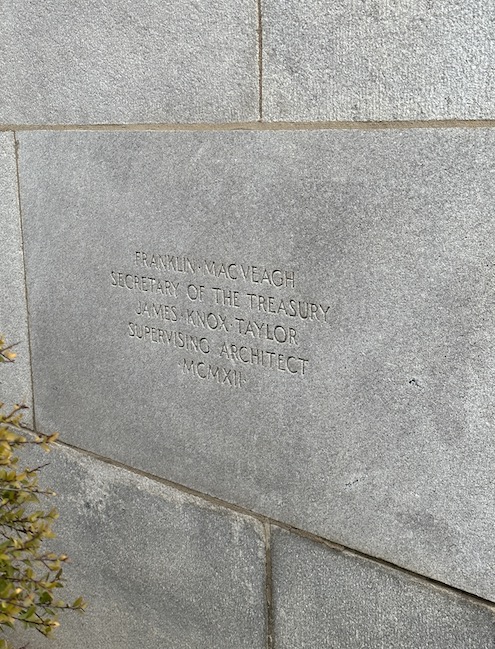 FRANKLIN·MACVEAGH
SECRETARY OF THE TREASURY
JAMES·KNOX·TAYLOR
SUPERVISING ARCHITECT
·MCMXII·